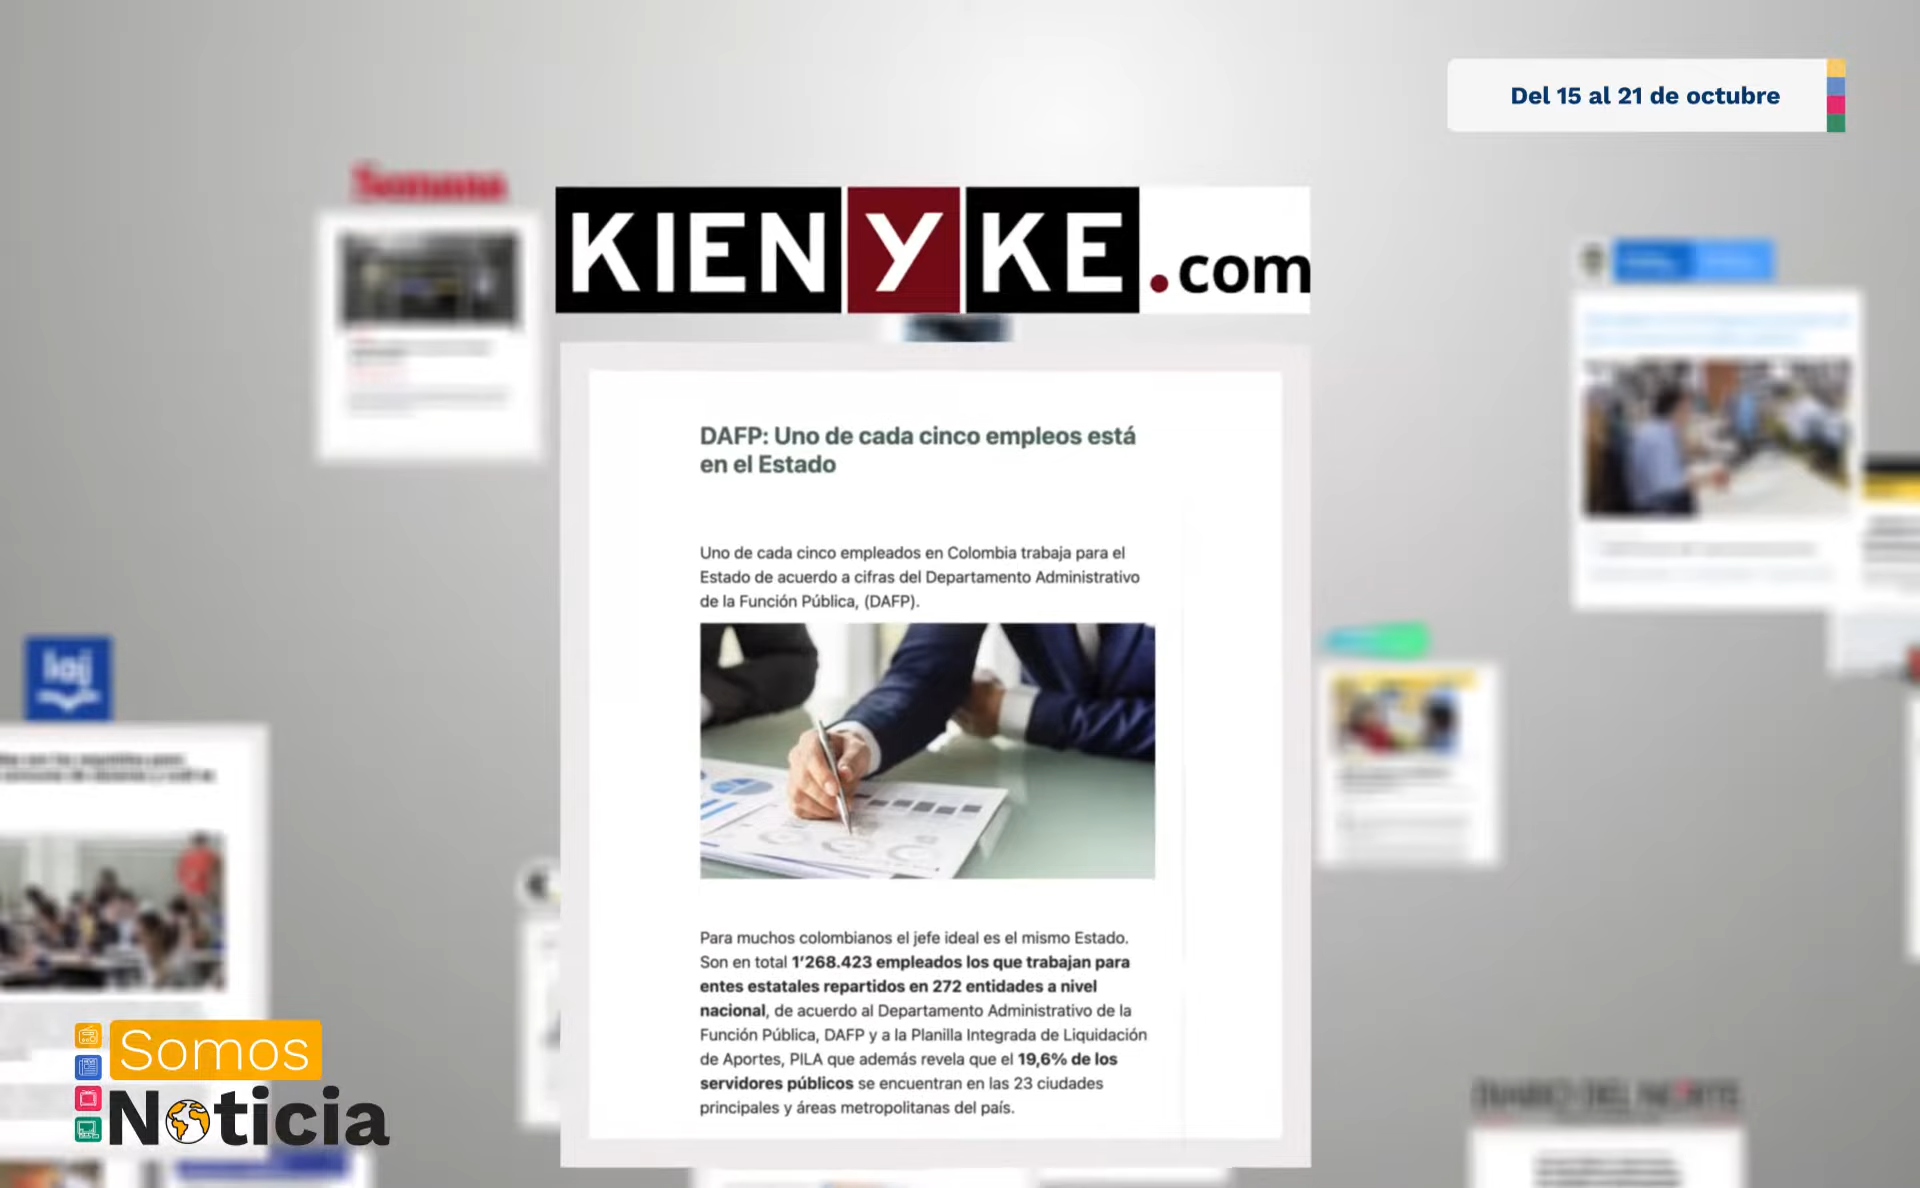 Del 15 al 21 de octubre
Semana
KIENYKE.com
DAFP: Uno de cada cinco empleos está
en el Estado
Uno de cada cinco empleados en Colombia trabaja para el
Estado de acuerdo a cifras del Departamento Administrativo
de la Función Pública, (DAFP).
laj
Para muchos colombianos el jefe ideal es el mismo Estado.
Son en total 1’268.423 empleados los que trabajan para
entes estatales repartidos en 272 entidades a nivel
nacional, de acuerdo al Departamento Administrativo de la
Función Pública, DAFP y a la Planilla Integrada de Liquidación
de Aportes, PILA que además revela que el 19,6% de los
servidores públicos se encuentran en las 23 ciudades
principales y áreas metropolitanas del país.
Somos
Noticia
DIARIO DEL NORTE